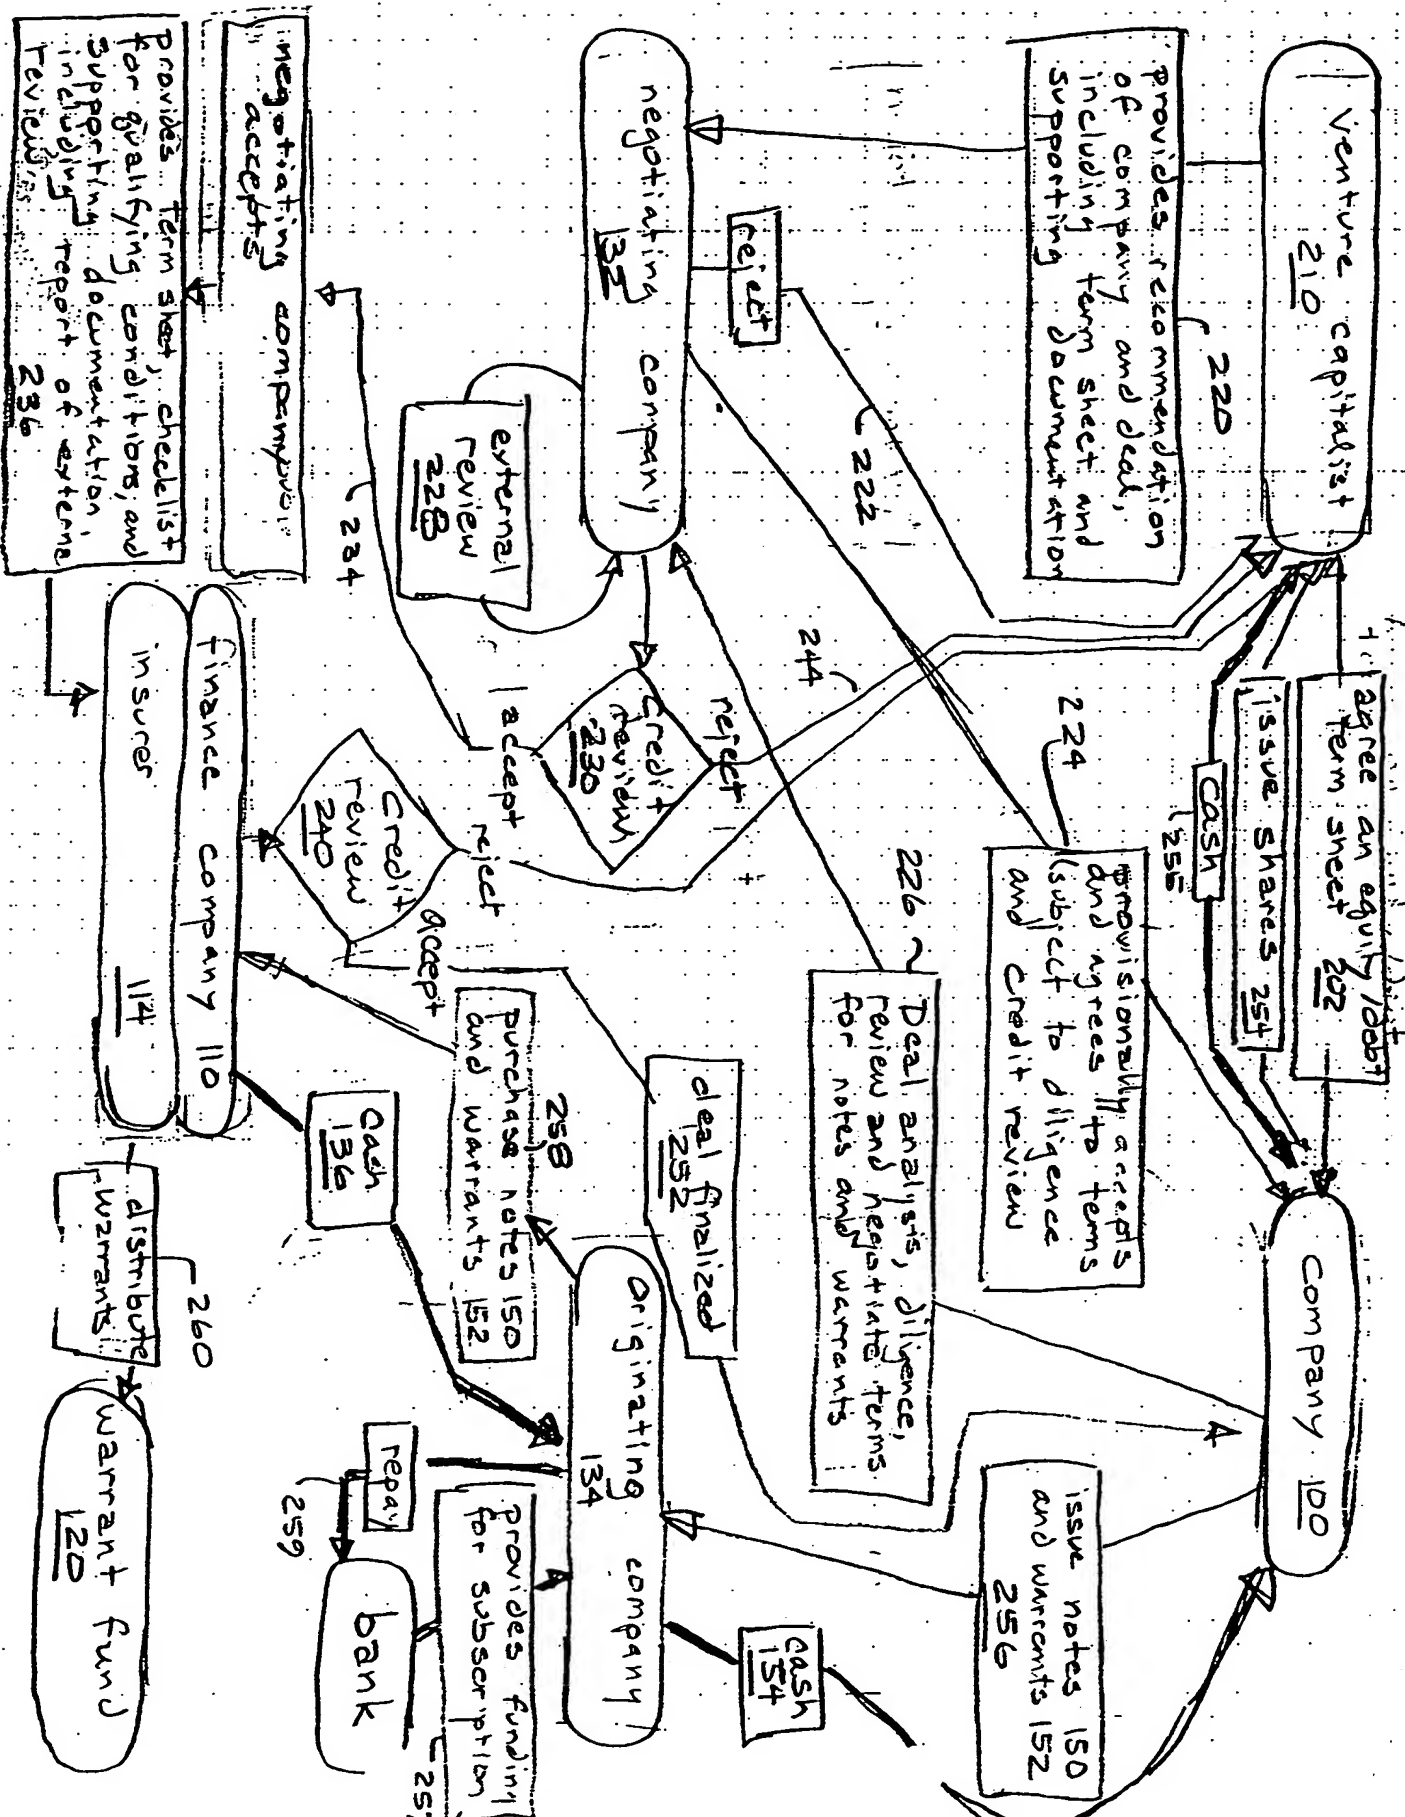 Venture capitalist
210
agree an equity/debt
term sheet 202
Company 100
issue shares 254
cash
255
220
provides recommendation
of company and deal,
including term sheet and
supporting documentation
224
provisionally accepts
and agrees to terms
(subject to diligence
and credit review
issue notes 150
and warrants 152
256
222
244
226
Deal analysis, diligence,
review and negotiate terms
for notes and warrants
reject
cash
154
negotiating company
132
reject
credit
review
230
accept
deal finalized
252
Originating company
134
external
review
228
234
258
purchase notes 150
and warrants 152
provides funding
for subscription
reject
accept
credit
review
240
cash
136
repay
259
bank
negotiating company
accepts
finance company 110
insurer
114
distribute
warrants
260
warrant fund
120
provides term sheet, checklist
for qualifying conditions, and
supporting documentation,
including report of
review
236